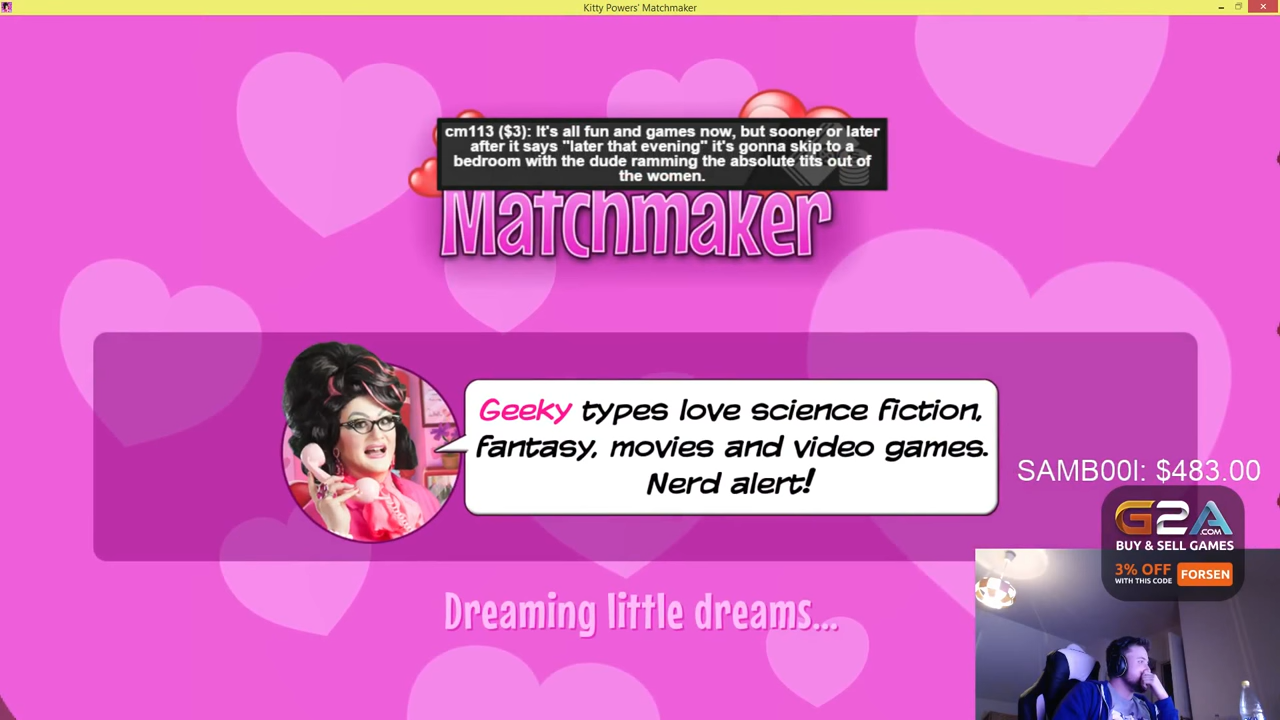 Kitty Powers' Matchmaker
cm113 ($3): It's all fun and games now, but sooner or later
after it says "later that evening" it's gonna skip to a
bedroom with the dude ramming the absolute tits out of
the women.
Matchmaker
Geeky types love science fiction,
fantasy, movies and video games.
Nerd alert!
SAMB00I: $483.00
G2A
.COM
BUY & SELL GAMES
3% OFF
WITH THIS CODE
FORSEN
Dreaming little dreams...